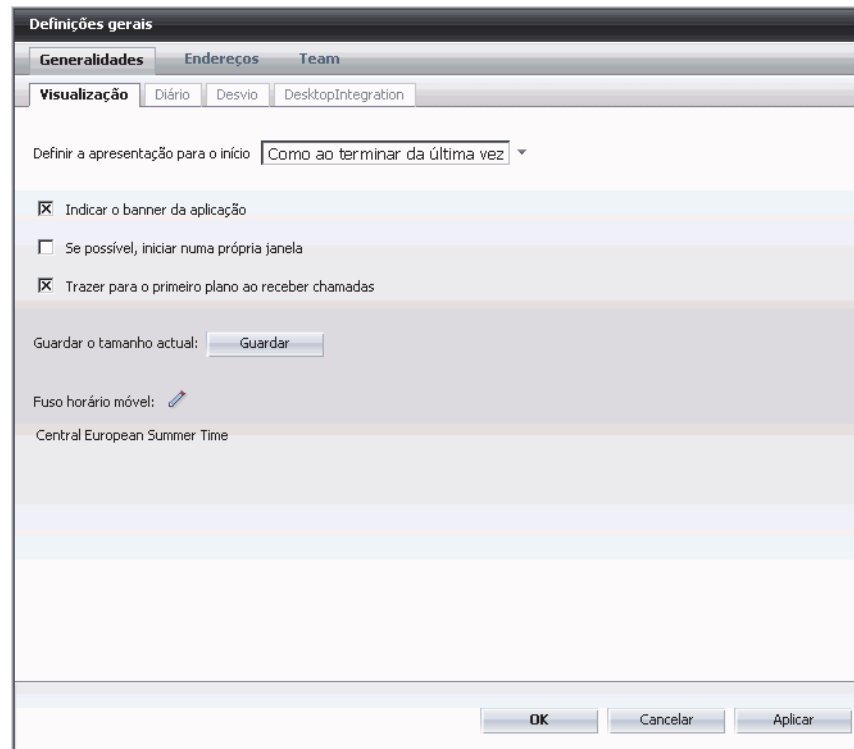 Definições gerais
Generalidades Endereços Team
Visualização Diário Desvio DesktopIntegration
Definir a apresentação para o início Como ao terminar da última vez
Indicar o banner da aplicação
Se possível, iniciar numa própria janela
Trazer para o primeiro plano ao receber chamadas
Guardar o tamanho actual: Guardar
Fuso horário móvel:
Central European Summer Time
OK Cancelar Aplicar